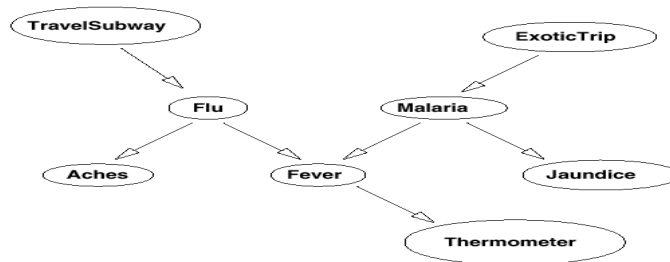 TravelSubway
ExoticTrip
Flu
Malaria
Aches
Fever
Jaundice
Thermometer